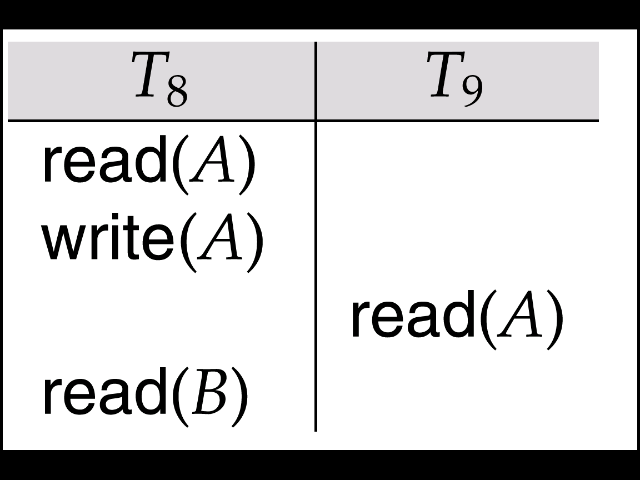 T₈ T₉
read(A)
write(A)
read(A)
read(B)